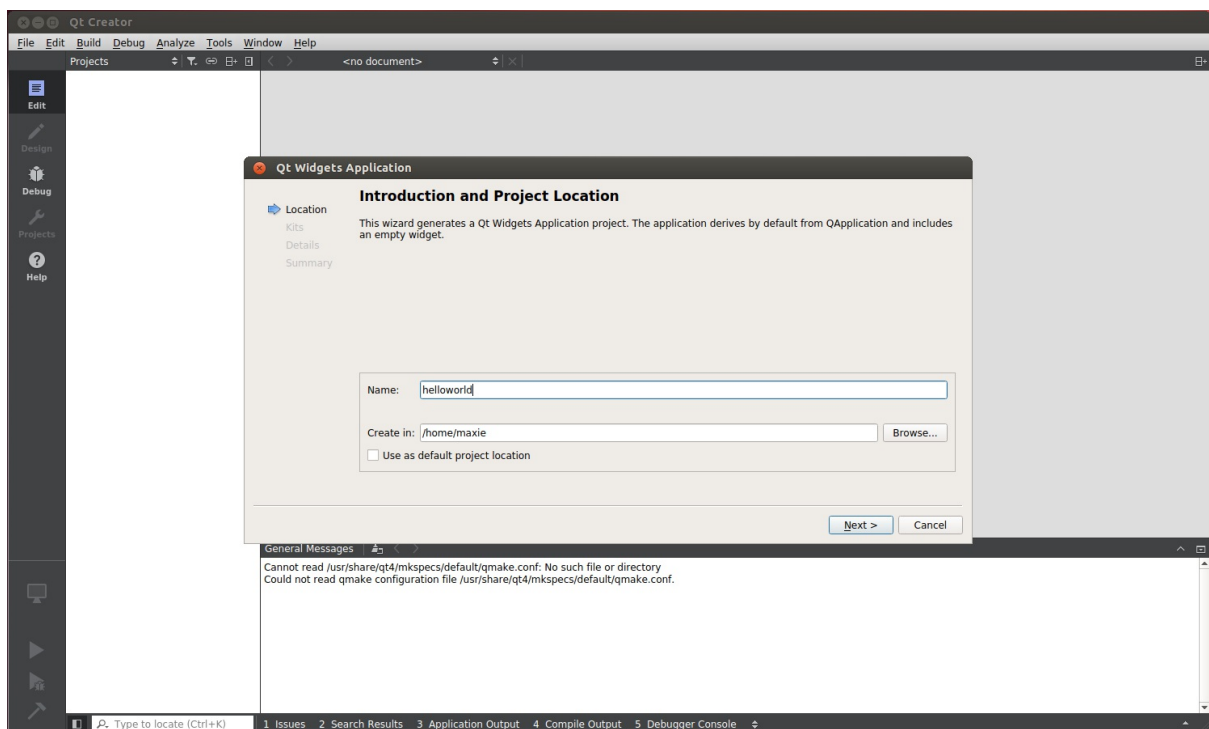 Qt Creator
File Edit Build Debug Analyze Tools Window Help
Projects <no document>
Edit
Design
Debug
Projects
Help
Qt Widgets Application
Location
Kits
Details
Summary
Introduction and Project Location
This wizard generates a Qt Widgets Application project. The application derives by default from QApplication and includes
an empty widget.
Name: helloworld
Create in: /home/maxie Browse...
Use as default project location
Next > Cancel
General Messages
Cannot read /usr/share/qt4/mkspecs/default/qmake.conf: No such file or directory
Could not read qmake configuration file /usr/share/qt4/mkspecs/default/qmake.conf.
Type to locate (Ctrl+K) 1 Issues 2 Search Results 3 Application Output 4 Compile Output 5 Debugger Console